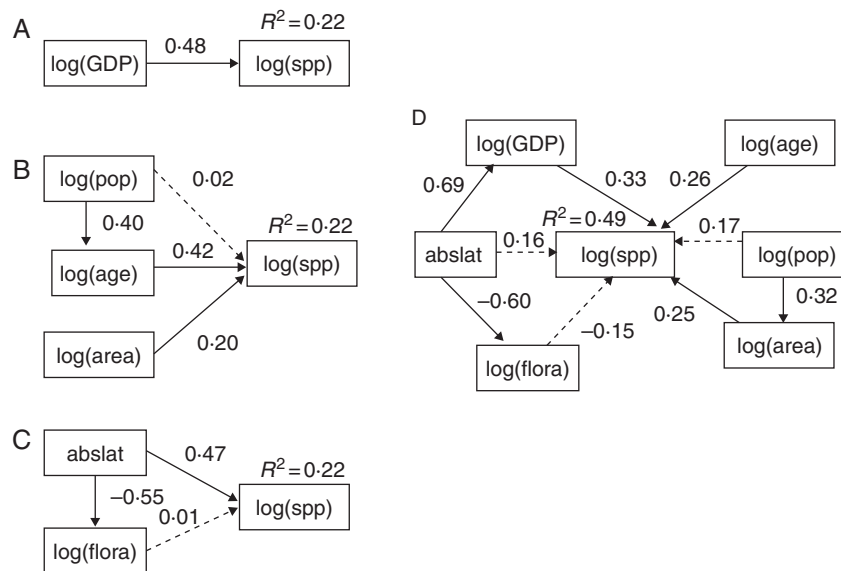 A
R² = 0·22
log(GDP)
0·48
log(spp)
B
log(pop)
0·02
0·40
R² = 0·22
log(age)
0·42
log(spp)
log(area)
0·20
C
abslat
0·47
R² = 0·22
–0·55
0·01
log(spp)
log(flora)
D
log(GDP)
log(age)
0·69
0·33
0·26
R² = 0·49
0·17
abslat
0·16
log(spp)
log(pop)
–0·60
0·32
0·25
–0·15
log(flora)
log(area)